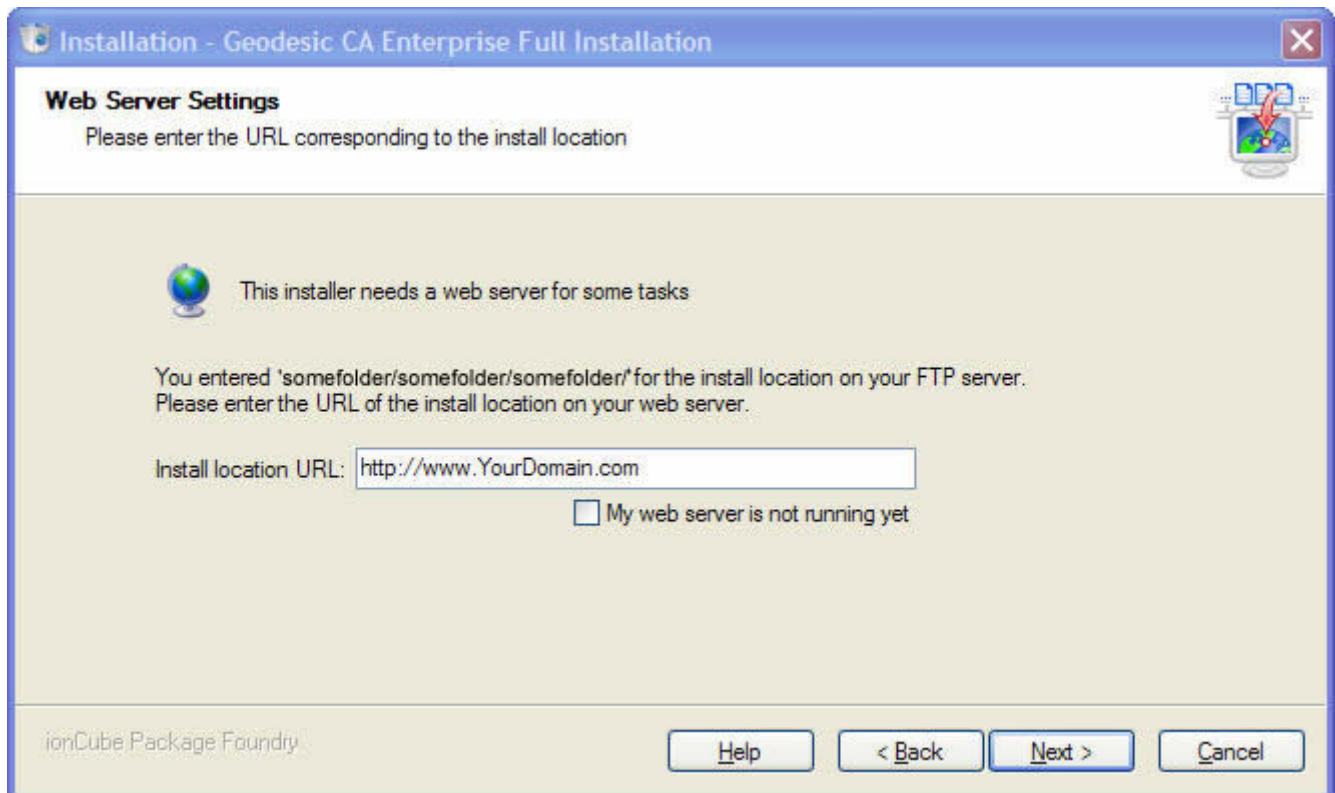 Installation - Geodesic CA Enterprise Full Installation
Web Server Settings
Please enter the URL corresponding to the install location
This installer needs a web server for some tasks
You entered 'somefolder/somefolder/somefolder/' for the install location on your FTP server.
Please enter the URL of the install location on your web server.
Install location URL: http://www.YourDomain.com
My web server is not running yet
ionCube Package Foundry
Help < Back Next > Cancel